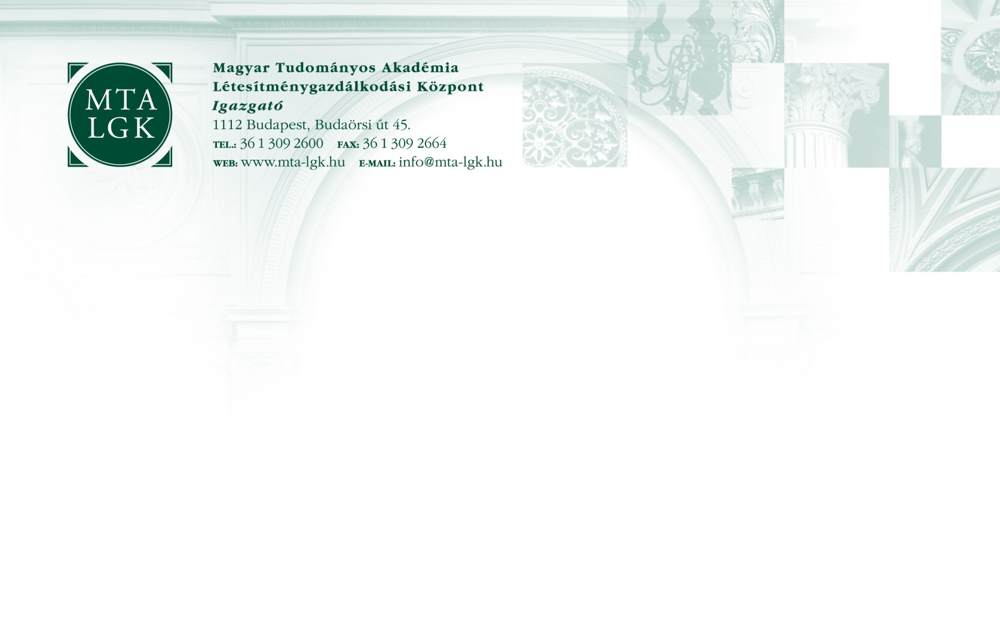 MTA
LGK
Magyar Tudományos Akadémia
Létesítménygazdálkodási Központ
Igazgató
1112 Budapest, Budaörsi út 45.
TEL.: 36 1 309 2600 FAX: 36 1 309 2664
WEB: www.mta-lgk.hu E-MAIL: info@mta-lgk.hu